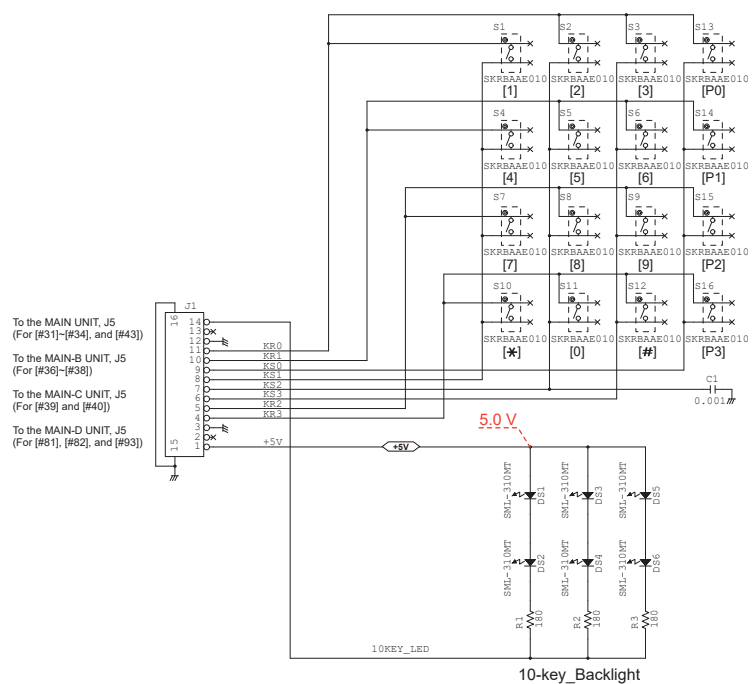 S1 S2 S3 S13
SKRBAAE010 SKRBAAE010 SKRBAAE010 SKRBAAE010
[1] [2] [3] [P0]
S4 S5 S6 S14
SKRBAAE010 SKRBAAE010 SKRBAAE010 SKRBAAE010
[4] [5] [6] [P1]
S7 S8 S9 S15
SKRBAAE010 SKRBAAE010 SKRBAAE010 SKRBAAE010
[7] [8] [9] [P2]
S10 S11 S12 S16
SKRBAAE010 SKRBAAE010 SKRBAAE010 SKRBAAE010
[*] [0] [#] [P3]
To the MAIN UNIT, J5
(For [#31]~[#34], and [#43])
To the MAIN-B UNIT, J5
(For [#36]~[#38])
To the MAIN-C UNIT, J5
(For [#39] and [#40])
To the MAIN-D UNIT, J5
(For [#81], [#82], and [#93])
J1
16
14
13
12
11 KR0
10 KR1
9 KS0
8 KS1
7 KS2
6 KS3
5 KR2
4 KR3
3
2
1 +5V
15
C1
0.001
5.0 V
+5V
SML-310MT DS1 SML-310MT DS3 SML-310MT DS5
SML-310MT DS2 SML-310MT DS4 SML-310MT DS6
R1 180 R2 180 R3 180
10KEY_LED
10-key_Backlight